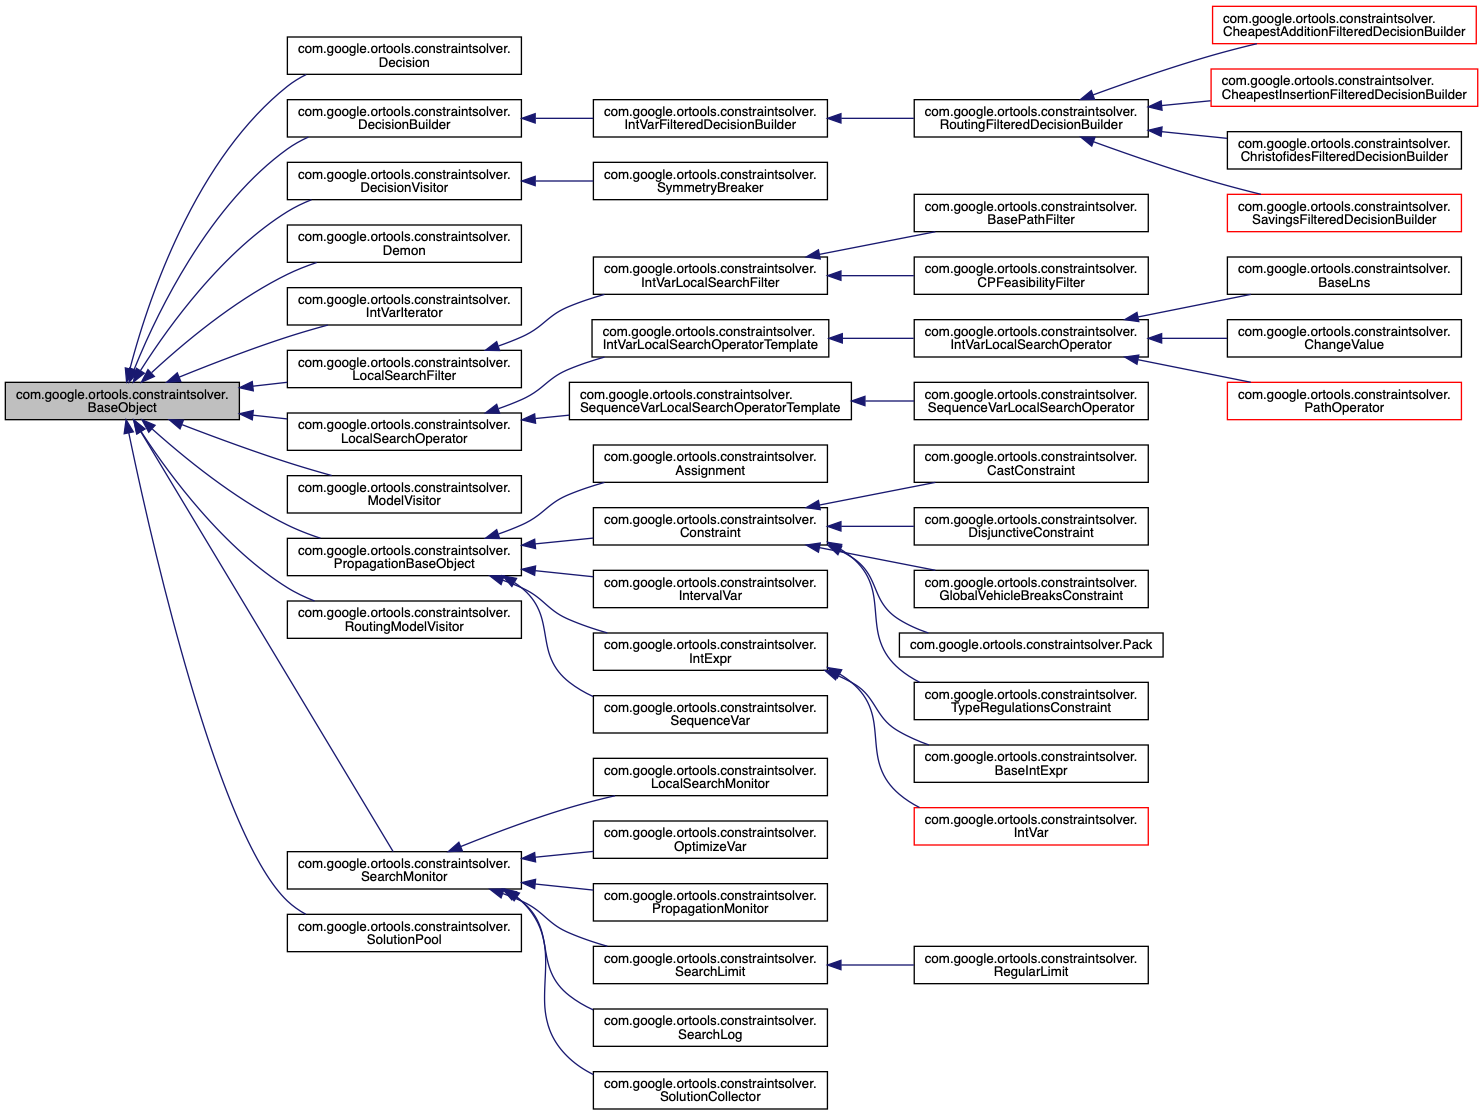 com.google.ortools.constraintsolver.
BaseObject
com.google.ortools.constraintsolver.
Decision
com.google.ortools.constraintsolver.
DecisionBuilder
com.google.ortools.constraintsolver.
DecisionVisitor
com.google.ortools.constraintsolver.
Demon
com.google.ortools.constraintsolver.
IntVarIterator
com.google.ortools.constraintsolver.
LocalSearchFilter
com.google.ortools.constraintsolver.
LocalSearchOperator
com.google.ortools.constraintsolver.
ModelVisitor
com.google.ortools.constraintsolver.
PropagationBaseObject
com.google.ortools.constraintsolver.
RoutingModelVisitor
com.google.ortools.constraintsolver.
SearchMonitor
com.google.ortools.constraintsolver.
SolutionPool
com.google.ortools.constraintsolver.
IntVarFilteredDecisionBuilder
com.google.ortools.constraintsolver.
SymmetryBreaker
com.google.ortools.constraintsolver.
IntVarLocalSearchFilter
com.google.ortools.constraintsolver.
IntVarLocalSearchOperatorTemplate
com.google.ortools.constraintsolver.
SequenceVarLocalSearchOperatorTemplate
com.google.ortools.constraintsolver.
Assignment
com.google.ortools.constraintsolver.
Constraint
com.google.ortools.constraintsolver.
IntervalVar
com.google.ortools.constraintsolver.
IntExpr
com.google.ortools.constraintsolver.
SequenceVar
com.google.ortools.constraintsolver.
LocalSearchMonitor
com.google.ortools.constraintsolver.
OptimizeVar
com.google.ortools.constraintsolver.
PropagationMonitor
com.google.ortools.constraintsolver.
SearchLimit
com.google.ortools.constraintsolver.
SearchLog
com.google.ortools.constraintsolver.
SolutionCollector
com.google.ortools.constraintsolver.
RoutingFilteredDecisionBuilder
com.google.ortools.constraintsolver.
BasePathFilter
com.google.ortools.constraintsolver.
CPFeasibilityFilter
com.google.ortools.constraintsolver.
IntVarLocalSearchOperator
com.google.ortools.constraintsolver.
SequenceVarLocalSearchOperator
com.google.ortools.constraintsolver.
CastConstraint
com.google.ortools.constraintsolver.
DisjunctiveConstraint
com.google.ortools.constraintsolver.
GlobalVehicleBreaksConstraint
com.google.ortools.constraintsolver.Pack
com.google.ortools.constraintsolver.
TypeRegulationsConstraint
com.google.ortools.constraintsolver.
BaseIntExpr
com.google.ortools.constraintsolver.
IntVar
com.google.ortools.constraintsolver.
RegularLimit
com.google.ortools.constraintsolver.
CheapestAdditionFilteredDecisionBuilder
com.google.ortools.constraintsolver.
CheapestInsertionFilteredDecisionBuilder
com.google.ortools.constraintsolver.
ChristofidesFilteredDecisionBuilder
com.google.ortools.constraintsolver.
SavingsFilteredDecisionBuilder
com.google.ortools.constraintsolver.
BaseLns
com.google.ortools.constraintsolver.
ChangeValue
com.google.ortools.constraintsolver.
PathOperator